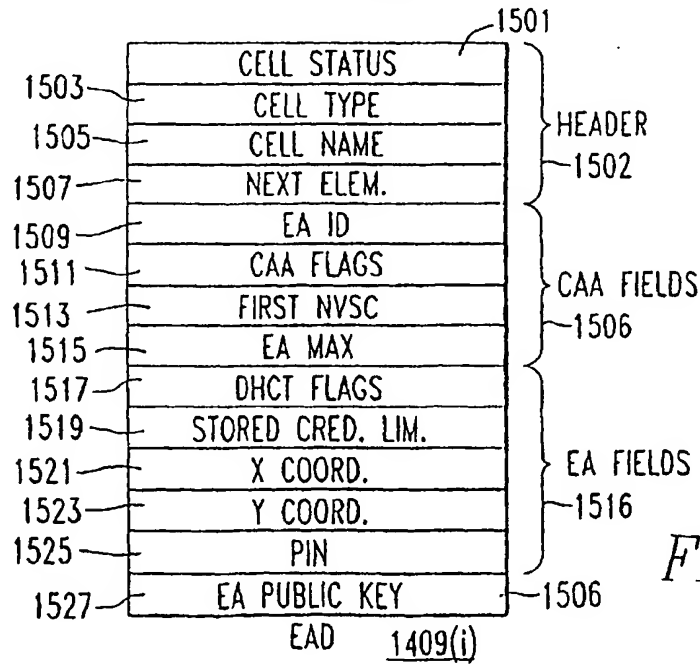 1501
CELL STATUS
1503 CELL TYPE
HEADER
1505 CELL NAME
1502
1507 NEXT ELEM.
1509 EA ID
1511 CAA FLAGS
CAA FIELDS
1513 FIRST NVSC
1506
1515 EA MAX
1517 DHCT FLAGS
1519 STORED CRED. LIM.
1521 X COORD.
EA FIELDS
1523 Y COORD.
1516
1525 PIN
1527 EA PUBLIC KEY 1506
EAD 1409(i)